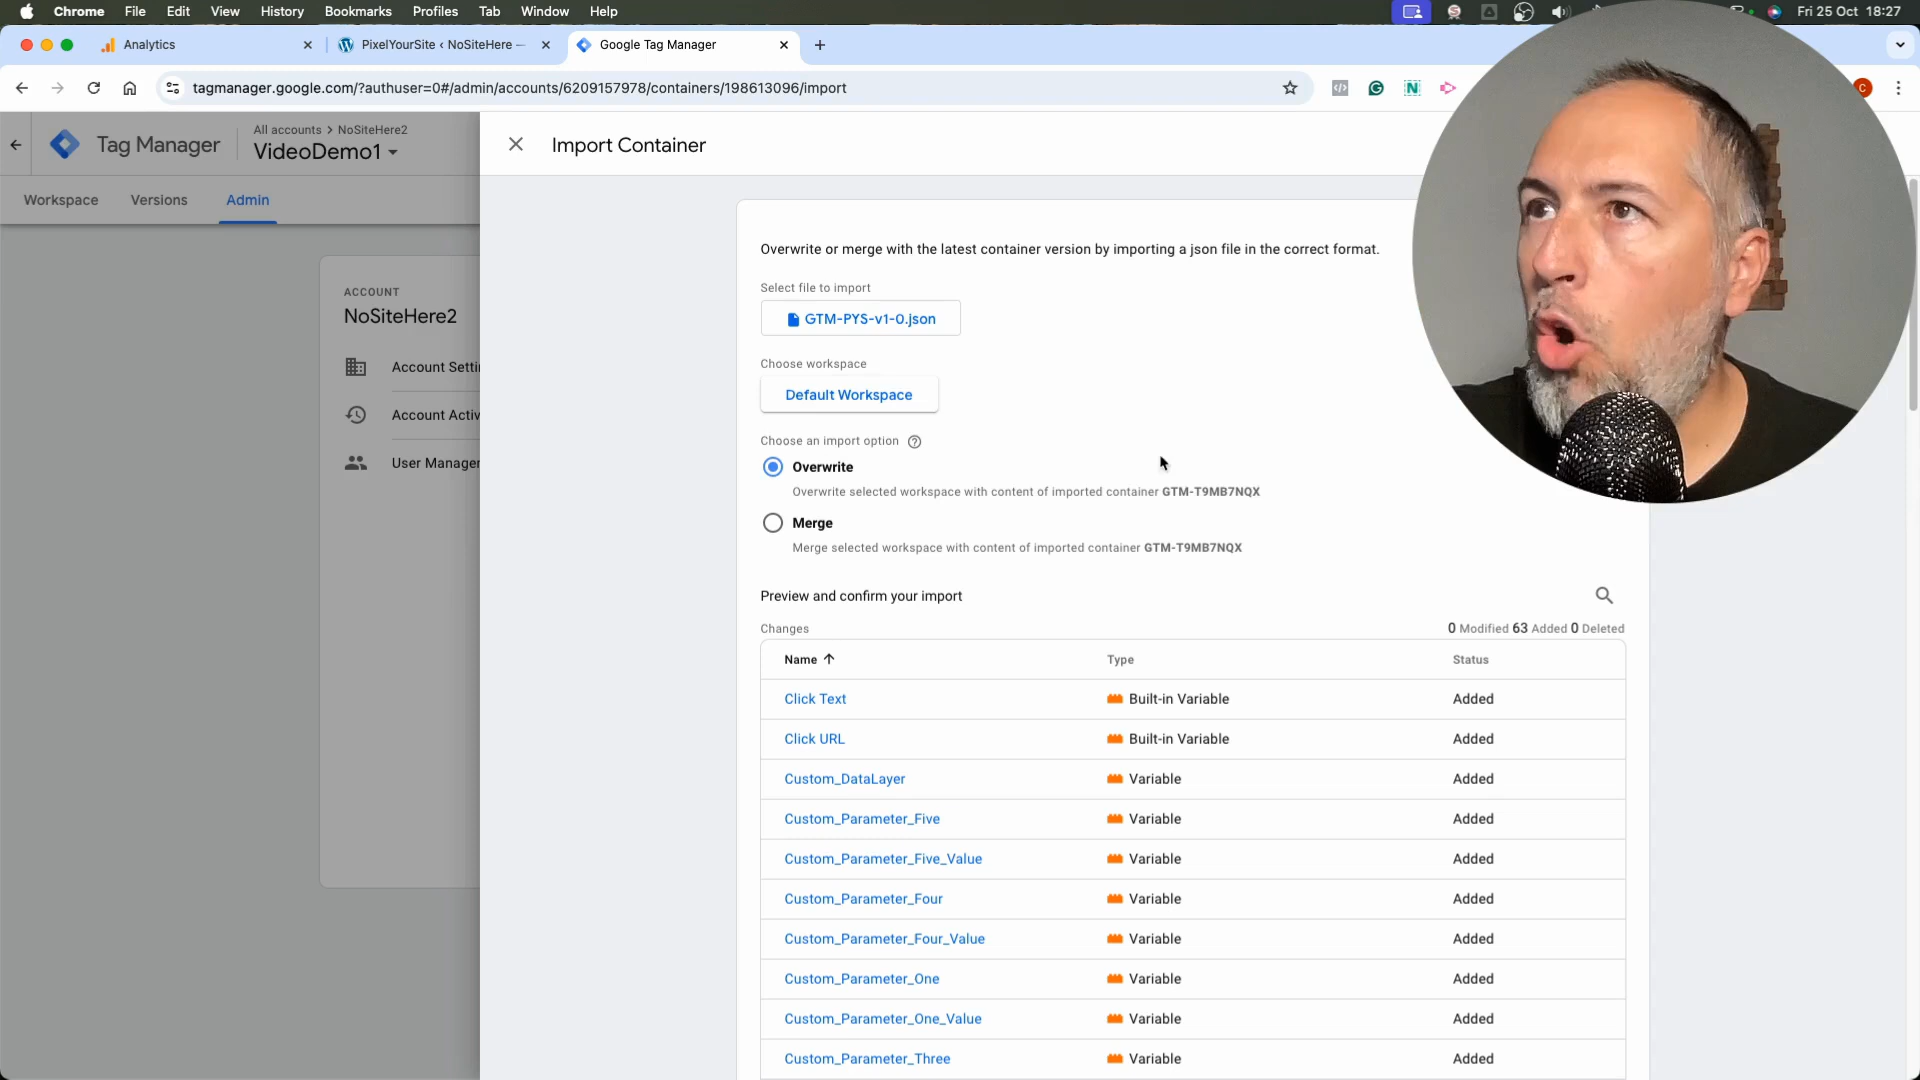 Chrome File Edit View History Bookmarks Profiles Tab Window Help Fri 25 Oct 18:27
Analytics PixelYourSite ‹ NoSiteHere — Google Tag Manager
tagmanager.google.com/?authuser=0#/admin/accounts/6209157978/containers/198613096/import
Tag Manager
All accounts > NoSiteHere2
VideoDemo1
Import Container
Workspace Versions Admin
ACCOUNT
NoSiteHere2
Account Setti
Account Activ
User Manager
Overwrite or merge with the latest container version by importing a json file in the correct format.
Select file to import
GTM-PYS-v1-0.json
Choose workspace
Default Workspace
Choose an import option
Overwrite
Overwrite selected workspace with content of imported container GTM-T9MB7NQX
Merge
Merge selected workspace with content of imported container GTM-T9MB7NQX
Preview and confirm your import
Changes 0 Modified 63 Added 0 Deleted
Name Type Status
Click Text Built-in Variable Added
Click URL Built-in Variable Added
Custom_DataLayer Variable Added
Custom_Parameter_Five Variable Added
Custom_Parameter_Five_Value Variable Added
Custom_Parameter_Four Variable Added
Custom_Parameter_Four_Value Variable Added
Custom_Parameter_One Variable Added
Custom_Parameter_One_Value Variable Added
Custom_Parameter_Three Variable Added